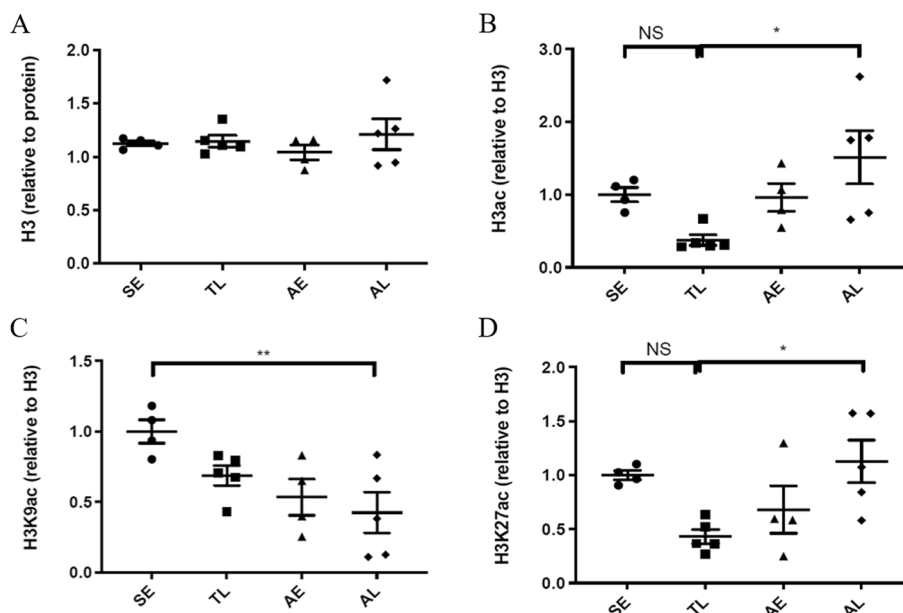 A
H3 (relative to protein)
2.0
1.5
1.0
0.5
0.0
SE TL AE AL
B
NS *
H3ac (relative to H3)
3.0
2.0
1.0
0.0
SE TL AE AL
C
**
H3K9ac (relative to H3)
1.5
1.0
0.5
0.0
SE TL AE AL
D
NS *
H3K27ac (relative to H3)
2.0
1.5
1.0
0.5
0.0
SE TL AE AL